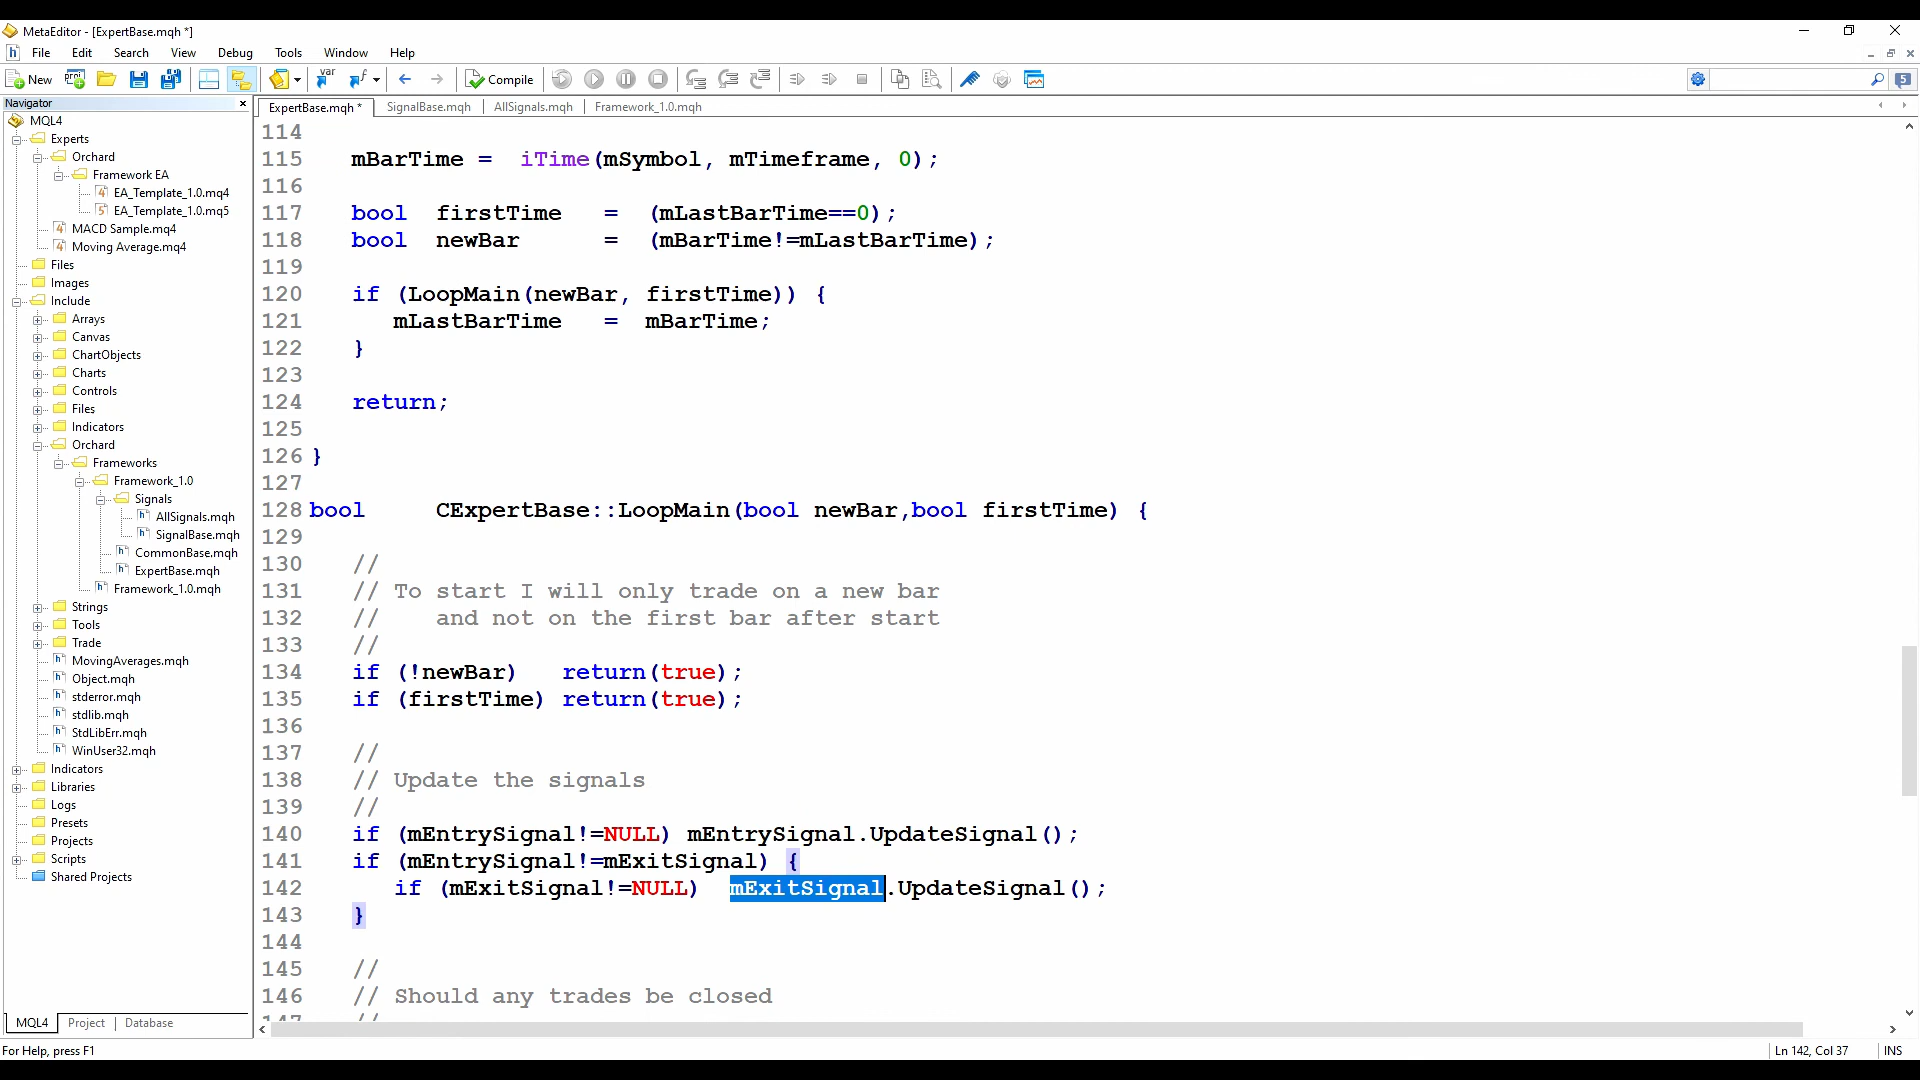 MetaEditor - [ExpertBase.mqh *]
File Edit Search View Debug Tools Window Help
New Compile 5
Navigator
MQL4
Experts
Orchard
Framework EA
EA_Template_1.0.mq4
EA_Template_1.0.mq5
MACD Sample.mq4
Moving Average.mq4
Files
Images
Include
Arrays
Canvas
ChartObjects
Charts
Controls
Files
Indicators
Orchard
Frameworks
Framework_1.0
Signals
AllSignals.mqh
SignalBase.mqh
CommonBase.mqh
ExpertBase.mqh
Framework_1.0.mqh
Strings
Tools
Trade
MovingAverages.mqh
Object.mqh
stderror.mqh
stdlib.mqh
StdLibErr.mqh
WinUser32.mqh
Indicators
Libraries
Logs
Presets
Projects
Scripts
Shared Projects
MQL4 Project Database
ExpertBase.mqh * SignalBase.mqh AllSignals.mqh Framework_1.0.mqh
114
115 mBarTime = iTime(mSymbol, mTimeframe, 0);
116
117 bool firstTime = (mLastBarTime==0);
118 bool newBar = (mBarTime!=mLastBarTime);
119
120 if (LoopMain(newBar, firstTime)) {
121 mLastBarTime = mBarTime;
122 }
123
124 return;
125
126 }
127
128 bool CExpertBase::LoopMain(bool newBar,bool firstTime) {
129
130 //
131 // To start I will only trade on a new bar
132 // and not on the first bar after start
133 //
134 if (!newBar) return(true);
135 if (firstTime) return(true);
136
137 //
138 // Update the signals
139 //
140 if (mEntrySignal!=NULL) mEntrySignal.UpdateSignal();
141 if (mEntrySignal!=mExitSignal) {
142 if (mExitSignal!=NULL) mExitSignal.UpdateSignal();
143 }
144
145 //
146 // Should any trades be closed
147 //
For Help, press F1 Ln 142, Col 37 INS